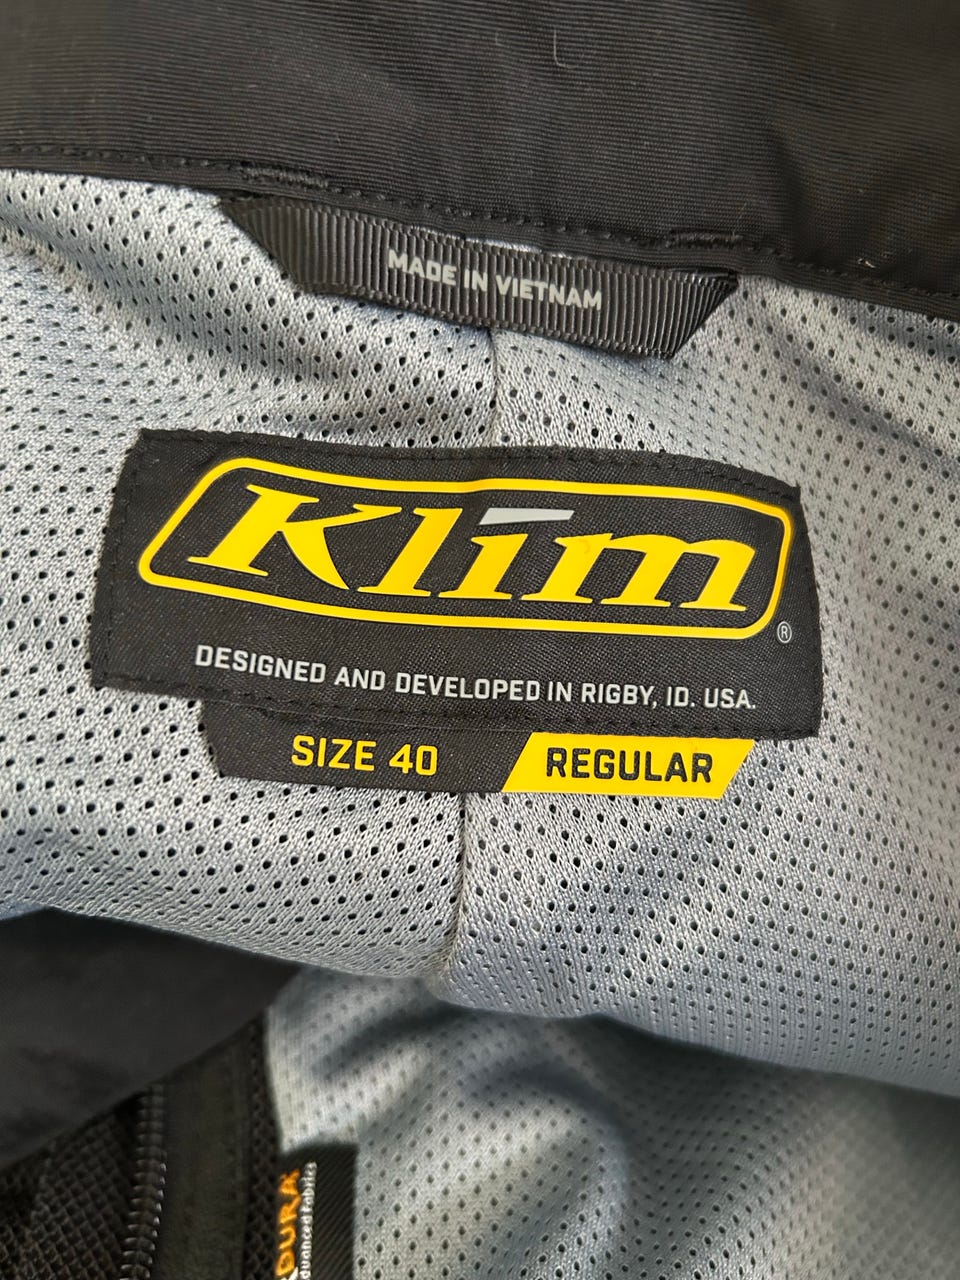 MADE IN VIETNAM
Klim
®
DESIGNED AND DEVELOPED IN RIGBY, ID. USA.
SIZE 40 REGULAR